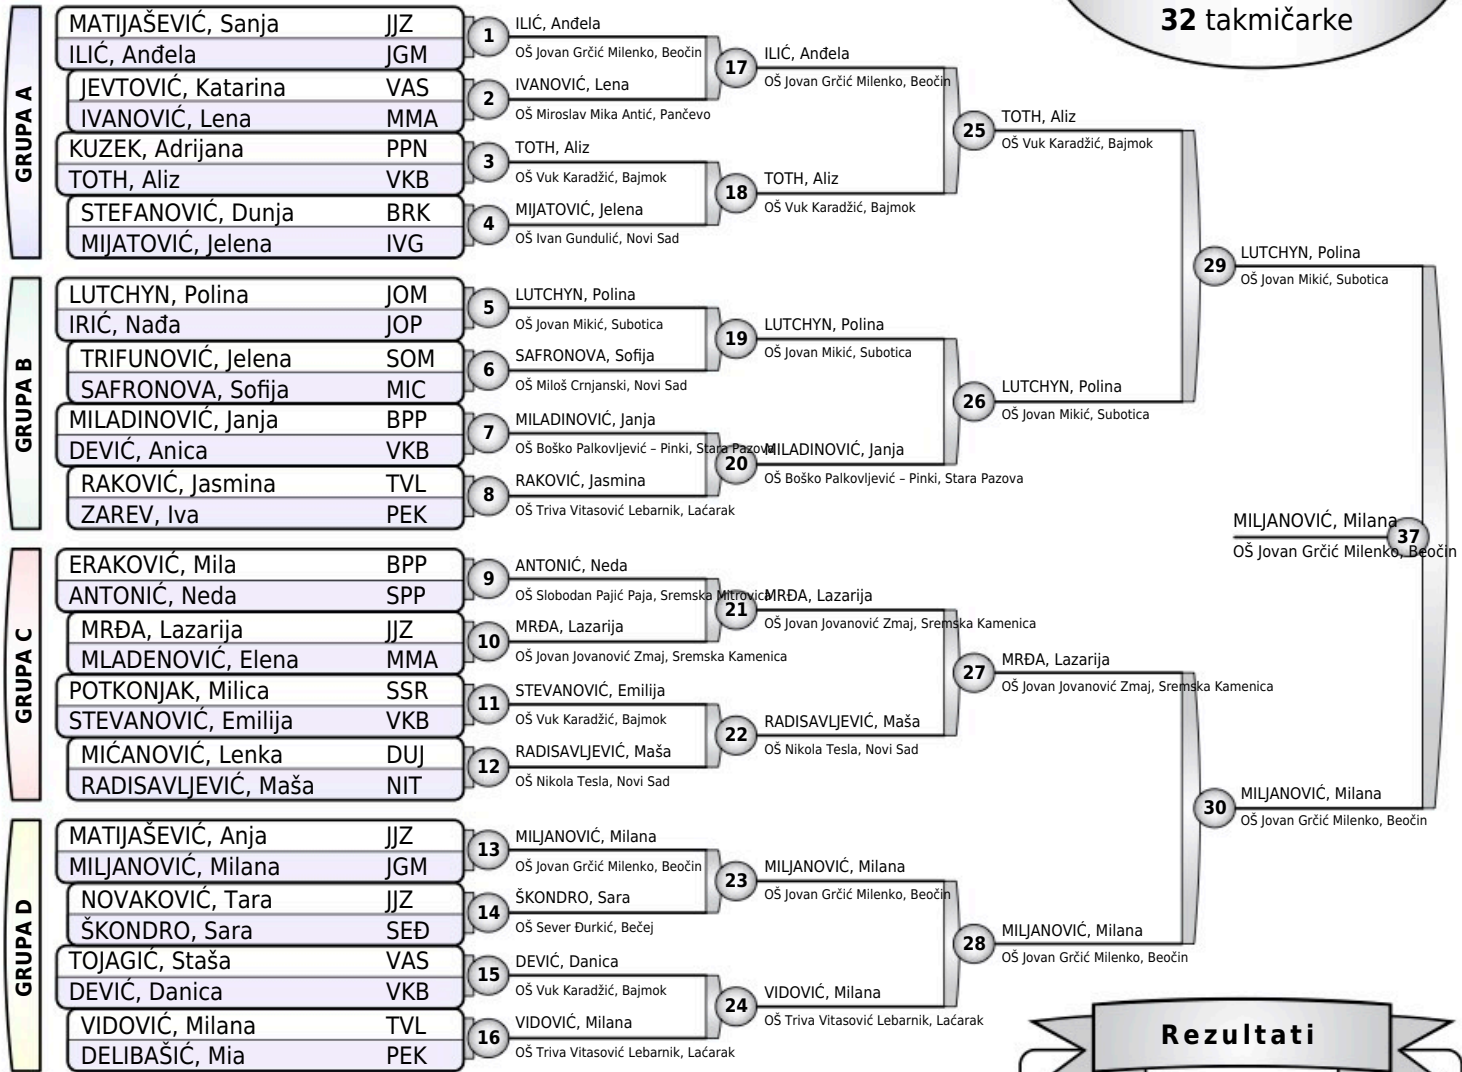 32 takmičarke
GRUPA A
MATIJAŠEVIĆ, Sanja JJZ
ILIĆ, Anđela JGM
JEVTOVIĆ, Katarina VAS
IVANOVIĆ, Lena MMA
KUZEK, Adrijana PPN
TOTH, Aliz VKB
STEFANOVIĆ, Dunja BRK
MIJATOVIĆ, Jelena IVG
GRUPA B
LUTCHYN, Polina JOM
IRIĆ, Nađa JOP
TRIFUNOVIĆ, Jelena SOM
SAFRONOVA, Sofija MIC
MILADINOVIĆ, Janja BPP
DEVIĆ, Anica VKB
RAKOVIĆ, Jasmina TVL
ZAREV, Iva PEK
GRUPA C
ERAKOVIĆ, Mila BPP
ANTONIĆ, Neda SPP
MRĐA, Lazarija JJZ
MLADENOVIĆ, Elena MMA
POTKONJAK, Milica SSR
STEVANOVIĆ, Emilija VKB
MIĆANOVIĆ, Lenka DUJ
RADISAVLJEVIĆ, Maša NIT
GRUPA D
MATIJAŠEVIĆ, Anja JJZ
MILJANOVIĆ, Milana JGM
NOVAKOVIĆ, Tara JJZ
ŠKONDRO, Sara SEĐ
TOJAGIĆ, Staša VAS
DEVIĆ, Danica VKB
VIDOVIĆ, Milana TVL
DELIBAŠIĆ, Mia PEK
1 ILIĆ, Anđela
OŠ Jovan Grčić Milenko, Beočin
2 IVANOVIĆ, Lena
OŠ Miroslav Mika Antić, Pančevo
3 TOTH, Aliz
OŠ Vuk Karadžić, Bajmok
4 MIJATOVIĆ, Jelena
OŠ Ivan Gundulić, Novi Sad
5 LUTCHYN, Polina
OŠ Jovan Mikić, Subotica
6 SAFRONOVA, Sofija
OŠ Miloš Crnjanski, Novi Sad
7 MILADINOVIĆ, Janja
OŠ Boško Palkovljević – Pinki, Stara Pazova
8 RAKOVIĆ, Jasmina
OŠ Triva Vitasović Lebarnik, Laćarak
9 ANTONIĆ, Neda
OŠ Slobodan Pajić Paja, Sremska Mitrovica
10 MRĐA, Lazarija
OŠ Jovan Jovanović Zmaj, Sremska Kamenica
11 STEVANOVIĆ, Emilija
OŠ Vuk Karadžić, Bajmok
12 RADISAVLJEVIĆ, Maša
OŠ Nikola Tesla, Novi Sad
13 MILJANOVIĆ, Milana
OŠ Jovan Grčić Milenko, Beočin
14 ŠKONDRO, Sara
OŠ Sever Đurkić, Bečej
15 DEVIĆ, Danica
OŠ Vuk Karadžić, Bajmok
16 VIDOVIĆ, Milana
OŠ Triva Vitasović Lebarnik, Laćarak
17 ILIĆ, Anđela
OŠ Jovan Grčić Milenko, Beočin
18 TOTH, Aliz
OŠ Vuk Karadžić, Bajmok
19 LUTCHYN, Polina
OŠ Jovan Mikić, Subotica
20 MILADINOVIĆ, Janja
OŠ Boško Palkovljević – Pinki, Stara Pazova
21 MRĐA, Lazarija
OŠ Jovan Jovanović Zmaj, Sremska Kamenica
22 RADISAVLJEVIĆ, Maša
OŠ Nikola Tesla, Novi Sad
23 MILJANOVIĆ, Milana
OŠ Jovan Grčić Milenko, Beočin
24 VIDOVIĆ, Milana
OŠ Triva Vitasović Lebarnik, Laćarak
25 TOTH, Aliz
OŠ Vuk Karadžić, Bajmok
26 LUTCHYN, Polina
OŠ Jovan Mikić, Subotica
27 MRĐA, Lazarija
OŠ Jovan Jovanović Zmaj, Sremska Kamenica
28 MILJANOVIĆ, Milana
OŠ Jovan Grčić Milenko, Beočin
29 LUTCHYN, Polina
OŠ Jovan Mikić, Subotica
30 MILJANOVIĆ, Milana
OŠ Jovan Grčić Milenko, Beočin
MILJANOVIĆ, Milana 37
OŠ Jovan Grčić Milenko, Beočin
Rezultati